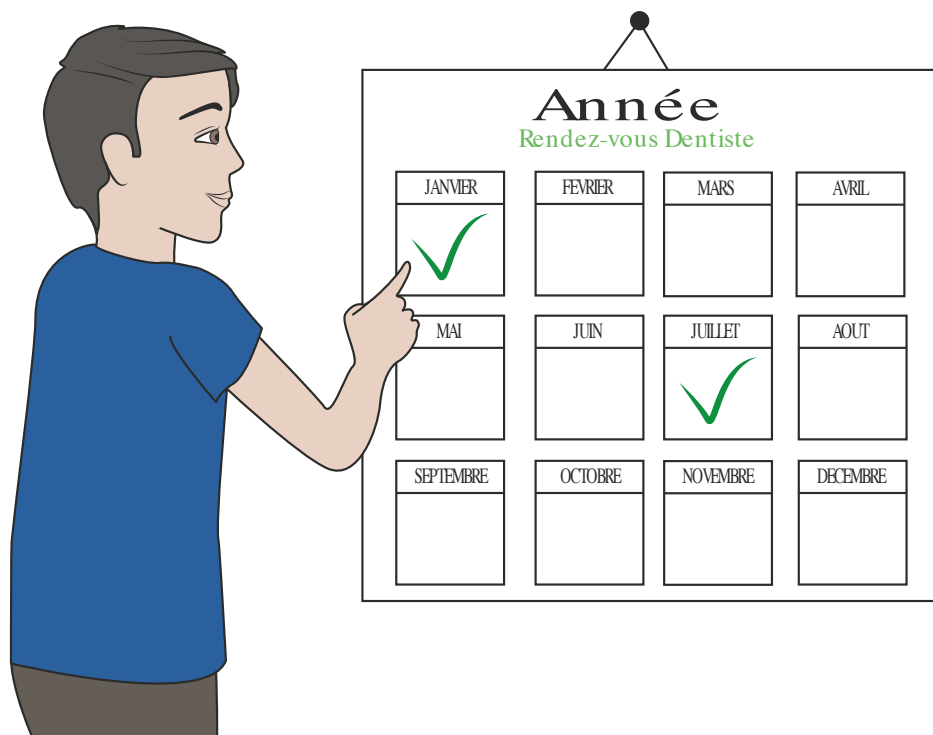 Année
Rendez-vous Dentiste
JANVIER FEVRIER MARS AVRIL
MAI JUIN JUILLET AOUT
SEPTEMBRE OCTOBRE NOVEMBRE DECEMBRE